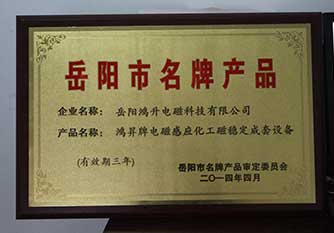 岳阳市名牌产品
企业名称：岳阳鸿升电磁科技有限公司
产品名称：鸿昇牌电磁感应化工磁稳定成套设备
(有效期三年)
岳阳市名牌产品审定委员会
二〇一四年四月